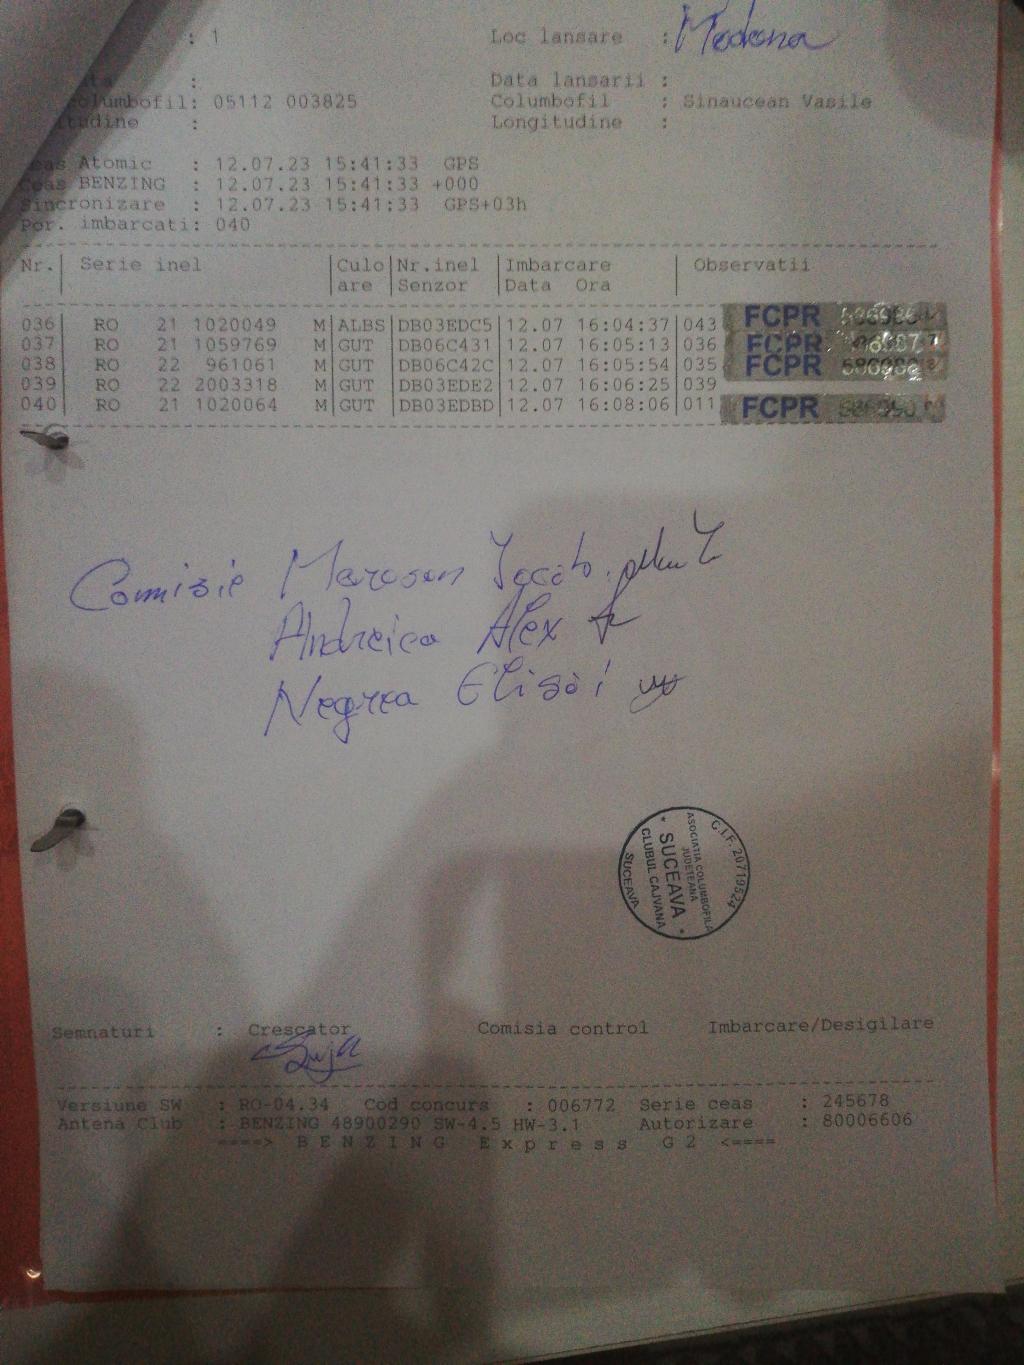 : 1 Loc lansare : Modena
: Data lansarii :
columbofil: 05112 003825 Columbofil : Sinaucean Vasile
: Longitudine :
Atomic : 12.07.23 15:41:33 GPS
Ceas BENZING : 12.07.23 15:41:33 +000
Sincronizare : 12.07.23 15:41:33 GPS+03h
Por. imbarcati: 040
Nr.| Serie inel |Culo |Nr.inel |Imbarcare | Observatii
are |Senzor |Data Ora
036| RO 21 1020049 M|ALBS|DB03EDC5|12.07 16:04:37|043 FCPR
037| RO 21 1059769 M|GUT |DB06C431|12.07 16:05:13|036 FCPR
038| RO 22 961061 M|GUT |DB06C42C|12.07 16:05:54|035 FCPR
039| RO 22 2003318 M|GUT |DB03EDE2|12.07 16:06:25|039
040| RO 21 1020064 M|GUT |DB03EDBD|12.07 16:08:06|011 FCPR
Comisie
Andreica Alex
Negrea Elisei
C.I.F. 20719524
ASOCIATIA COLUMBOFILA
JUDETEANA
* SUCEAVA *
CLUBUL CAJVANA
SUCEAVA
Semnaturi : Crescator Comisia control Imbarcare/Desigilare
Versiune SW : RO-04.34 Cod concurs : 006772 Serie ceas : 245678
Antena Club : BENZING 48900290 SW-4.5 HW-3.1 Autorizare : 80006606
====> B E N Z I N G E x p r e s s G 2 <====